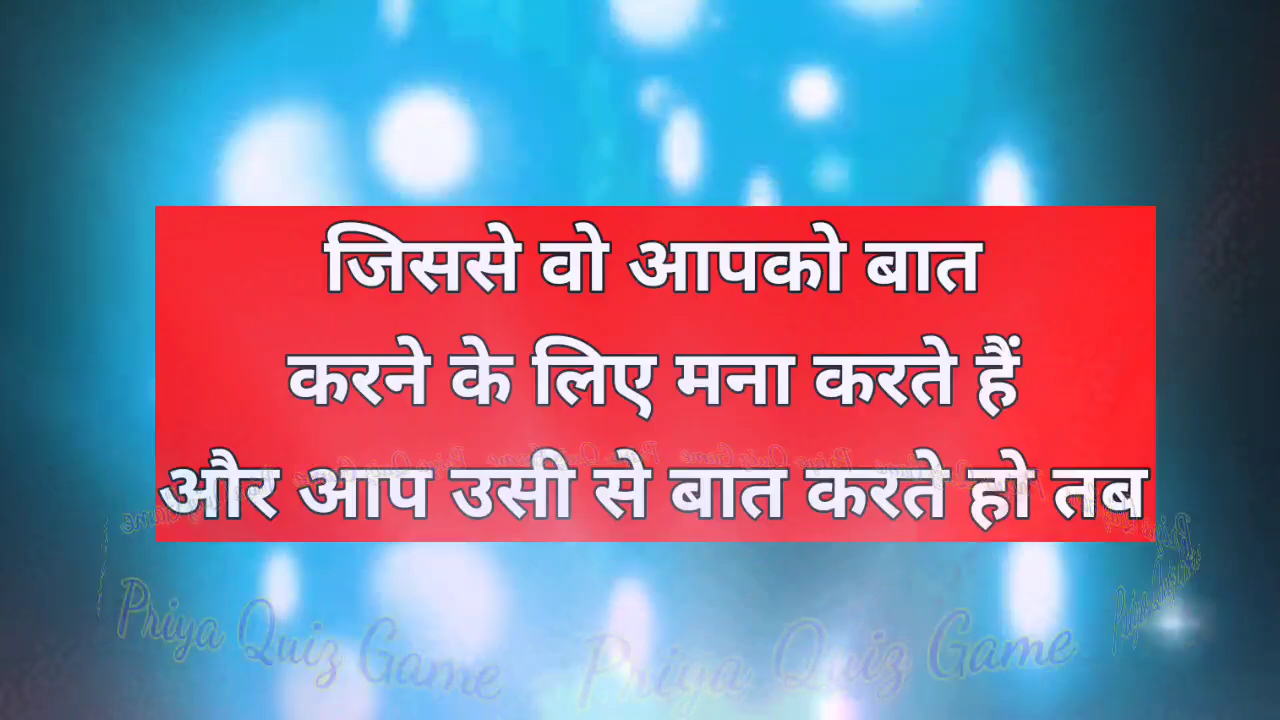 जिससे वो आपको बात
करने के लिए मना करते हैं
और आप उसी से बात करते हो तब
Priya Quiz Game Priya Quiz Game